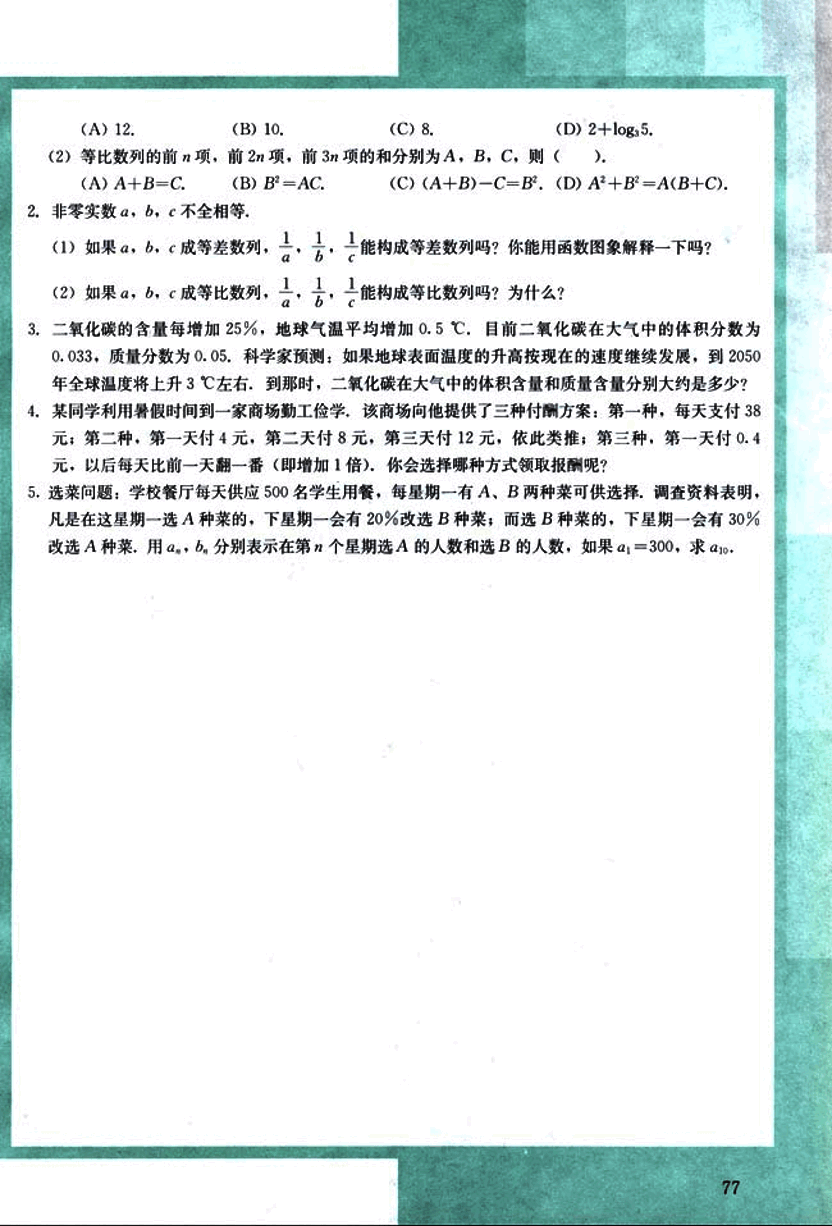 (A) 12. (B) 10. (C) 8. (D) 2+log₃5.
(2) 等比数列的前 n 项，前 2n 项，前 3n 项的和分别为 A，B，C，则（ ）.
(A) A+B=C. (B) B²=AC. (C) (A+B)−C=B². (D) A²+B²=A(B+C).
2. 非零实数 a，b，c 不全相等.
(1) 如果 a，b，c 成等差数列，1/a，1/b，1/c 能构成等差数列吗？你能用函数图象解释一下吗？
(2) 如果 a，b，c 成等比数列，1/a，1/b，1/c 能构成等比数列吗？为什么？
3. 二氧化碳的含量每增加 25%，地球气温平均增加 0.5 ℃. 目前二氧化碳在大气中的体积分数为
0.033，质量分数为 0.05. 科学家预测：如果地球表面温度的升高按现在的速度继续发展，到 2050
年全球温度将上升 3 ℃左右. 到那时，二氧化碳在大气中的体积含量和质量含量分别大约是多少？
4. 某同学利用暑假时间到一家商场勤工俭学. 该商场向他提供了三种付酬方案：第一种，每天支付 38
元；第二种，第一天付 4 元，第二天付 8 元，第三天付 12 元，依此类推；第三种，第一天付 0.4
元，以后每天比前一天翻一番（即增加 1 倍）. 你会选择哪种方式领取报酬呢？
5. 选菜问题：学校餐厅每天供应 500 名学生用餐，每星期一有 A、B 两种菜可供选择. 调查资料表明，
凡是在这星期一选 A 种菜的，下星期一会有 20%改选 B 种菜；而选 B 种菜的，下星期一会有 30%
改选 A 种菜. 用 aₙ，bₙ 分别表示在第 n 个星期选 A 的人数和选 B 的人数，如果 a₁=300，求 a₁₀.
77